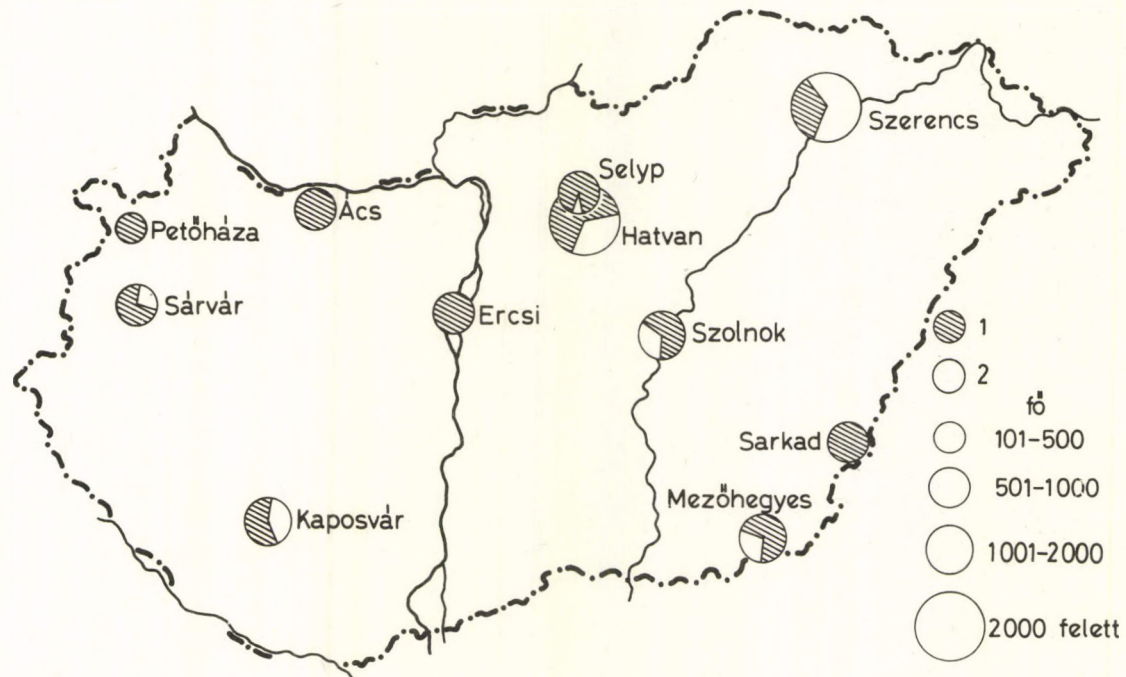 Szerencs
Selyp
Hatvan
Petőháza
Ács
Sárvár
Ercsi
Szolnok
Sarkad
Mezőhegyes
Kaposvár
1
2
fő
101-500
501-1000
1001-2000
2000 felett